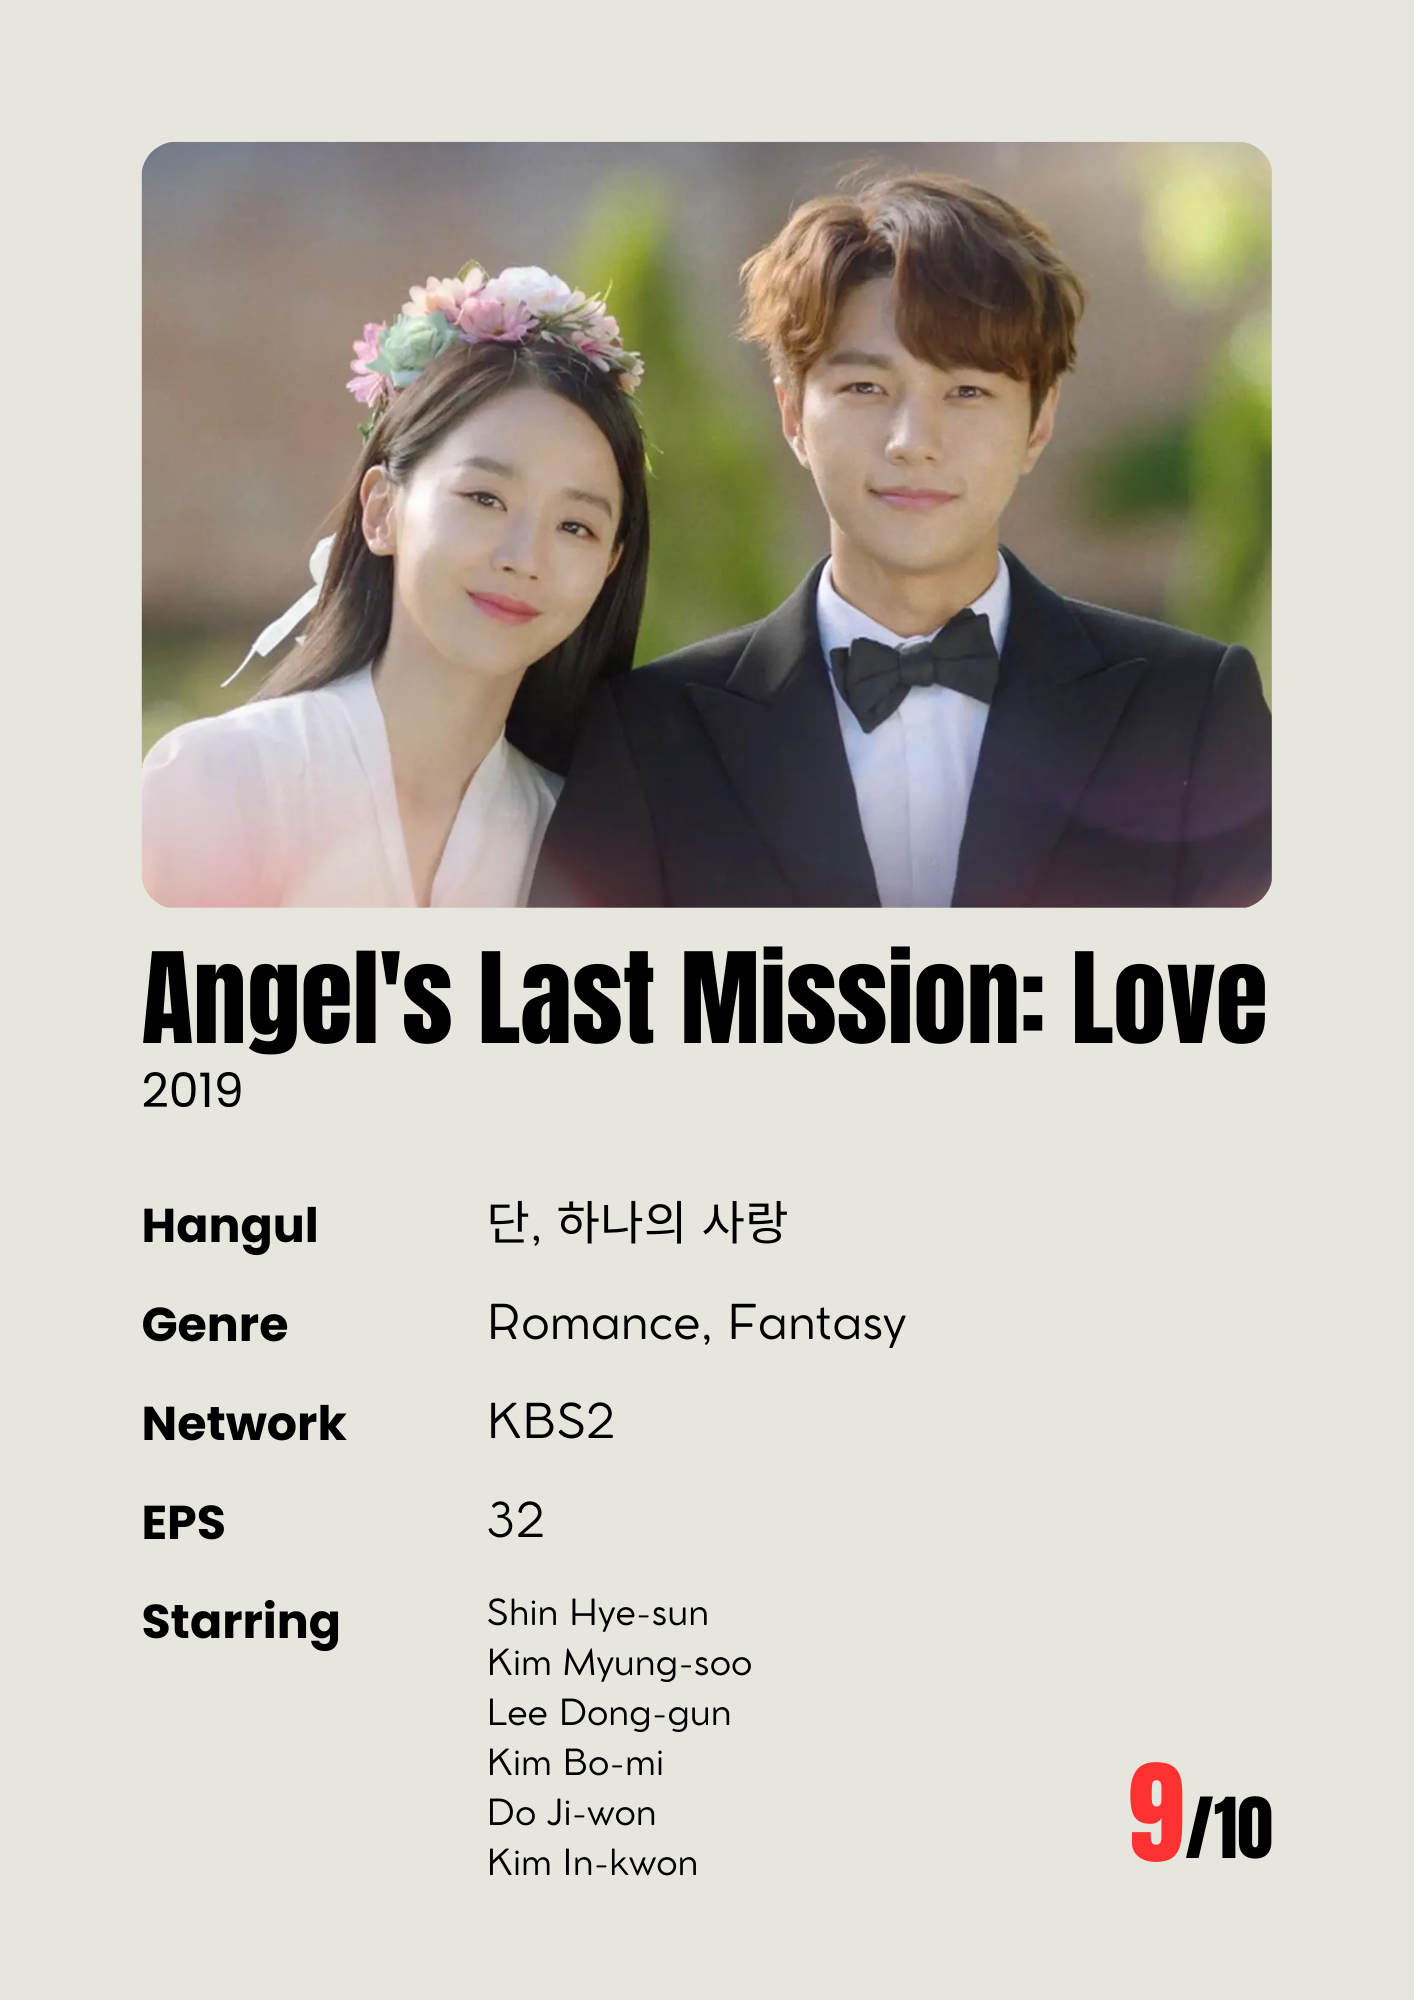 Angel's Last Mission: Love
2019
Hangul 단, 하나의 사랑
Genre Romance, Fantasy
Network KBS2
EPS 32
Starring Shin Hye-sun
Kim Myung-soo
Lee Dong-gun
Kim Bo-mi
Do Ji-won
Kim In-kwon
9/10